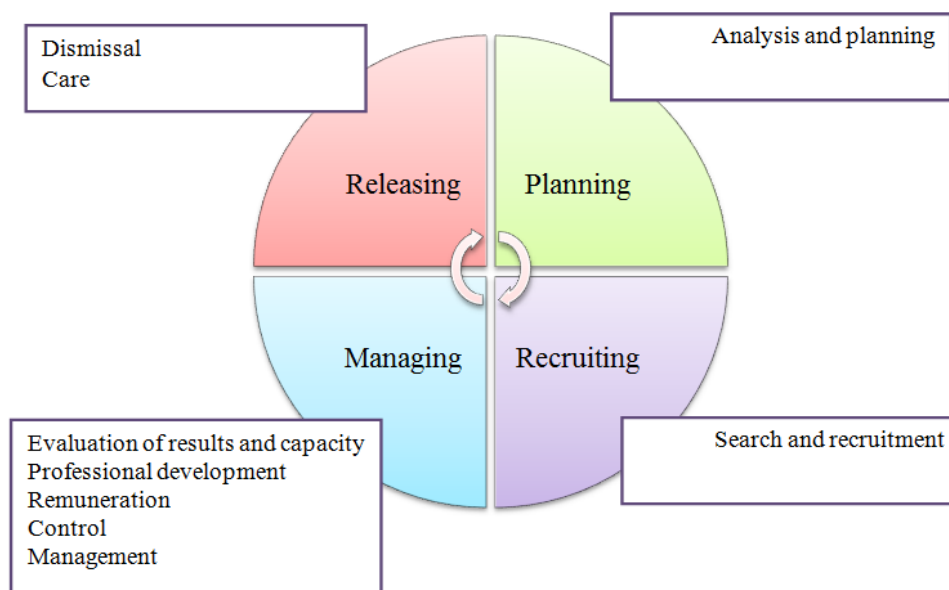 Dismissal
Care
Analysis and planning
Releasing
Planning
Managing
Recruiting
Evaluation of results and capacity
Professional development
Remuneration
Control
Management
Search and recruitment